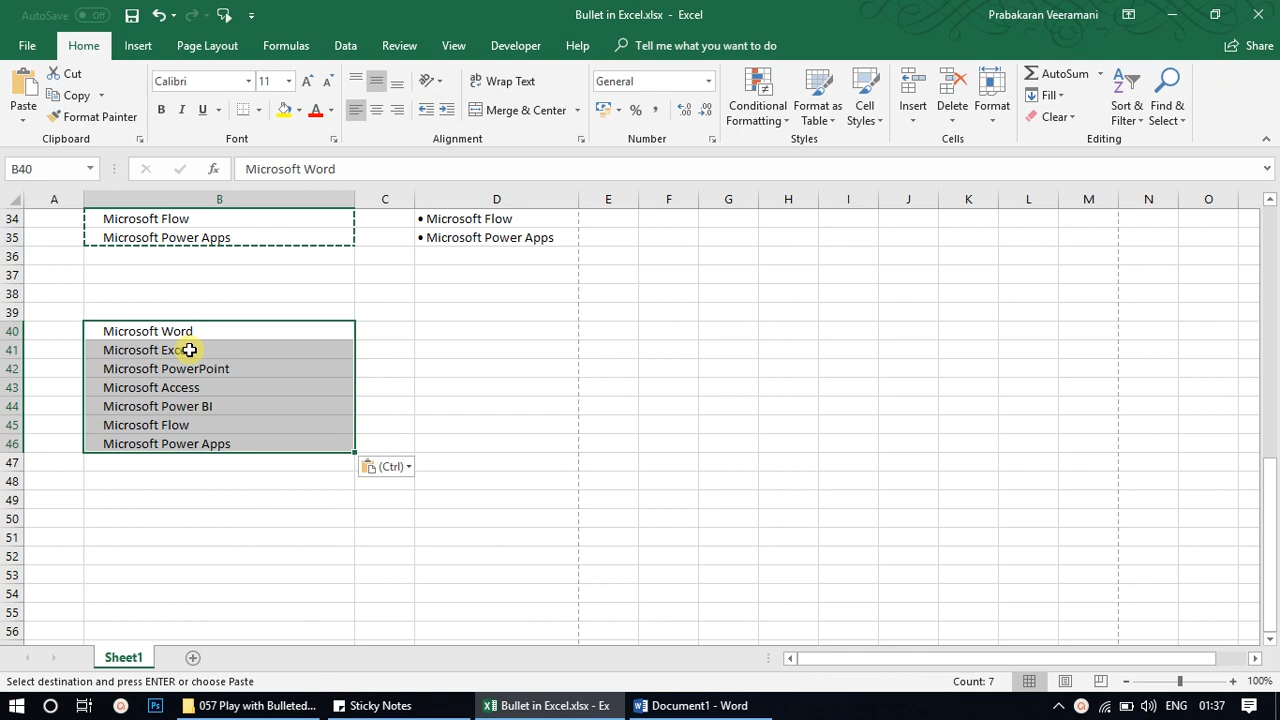 AutoSave Off
Bullet in Excel.xlsx - Excel
Prabakaran Veeramani
File Home Insert Page Layout Formulas Data Review View Developer Help Tell me what you want to do Share
Paste Cut Copy Format Painter
Calibri 11
B I U A
Wrap Text
Merge & Center
General
% ,
Conditional Formatting
Format as Table
Cell Styles
Insert Delete Format
AutoSum
Fill
Clear
Sort & Filter
Find & Select
Clipboard Font Alignment Number Styles Cells Editing
B40 fx Microsoft Word
A B C D E F G H I J K L M N O
34 Microsoft Flow • Microsoft Flow
35 Microsoft Power Apps • Microsoft Power Apps
36
37
38
39
40 Microsoft Word
41 Microsoft Excel
42 Microsoft PowerPoint
43 Microsoft Access
44 Microsoft Power BI
45 Microsoft Flow
46 Microsoft Power Apps
47 (Ctrl)
48
49
50
51
52
53
54
55
56
Sheet1
Select destination and press ENTER or choose Paste
Count: 7
100%
057 Play with Bulleted...
Sticky Notes
Bullet in Excel.xlsx - Ex
Document1 - Word
ENG 01:37